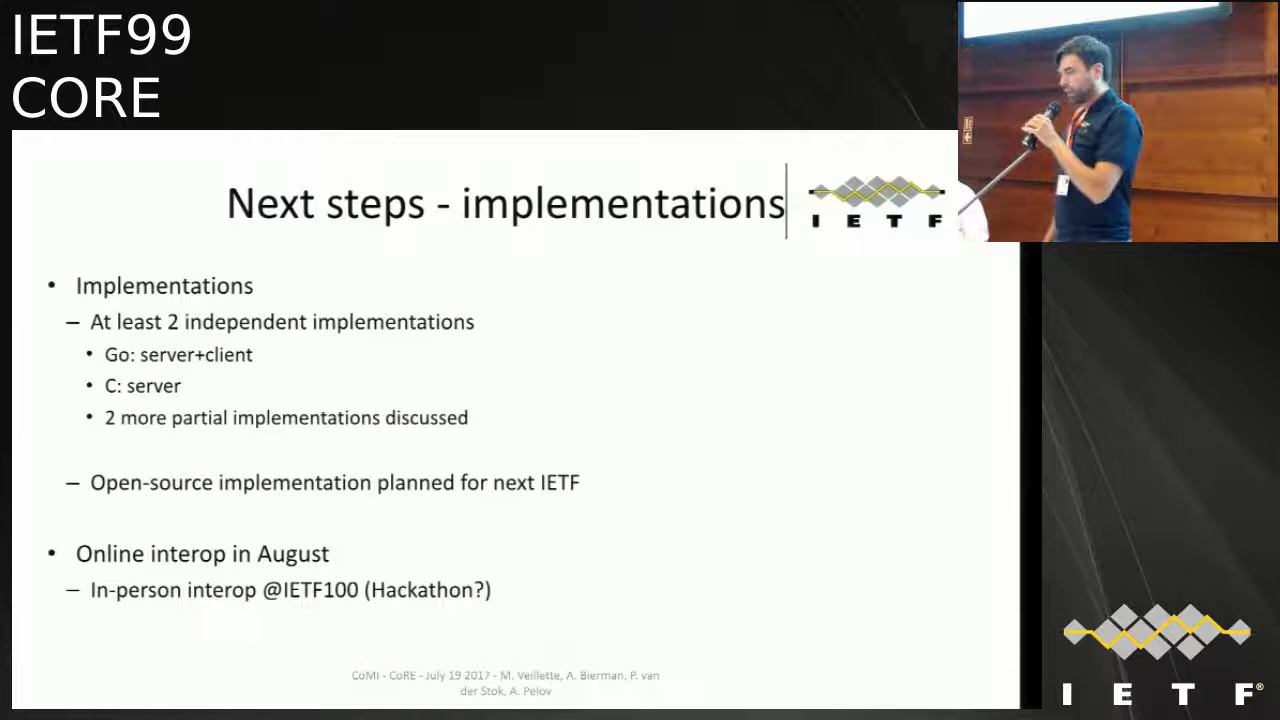 IETF99
CORE
Next steps - implementations
I E T F
• Implementations
– At least 2 independent implementations
• Go: server+client
• C: server
• 2 more partial implementations discussed
– Open-source implementation planned for next IETF
• Online interop in August
– In-person interop @IETF100 (Hackathon?)
CoMI - CoRE - July 19 2017 - M. Veillette, A. Bierman, P. van
der Stok, A. Pelov
I E T F®